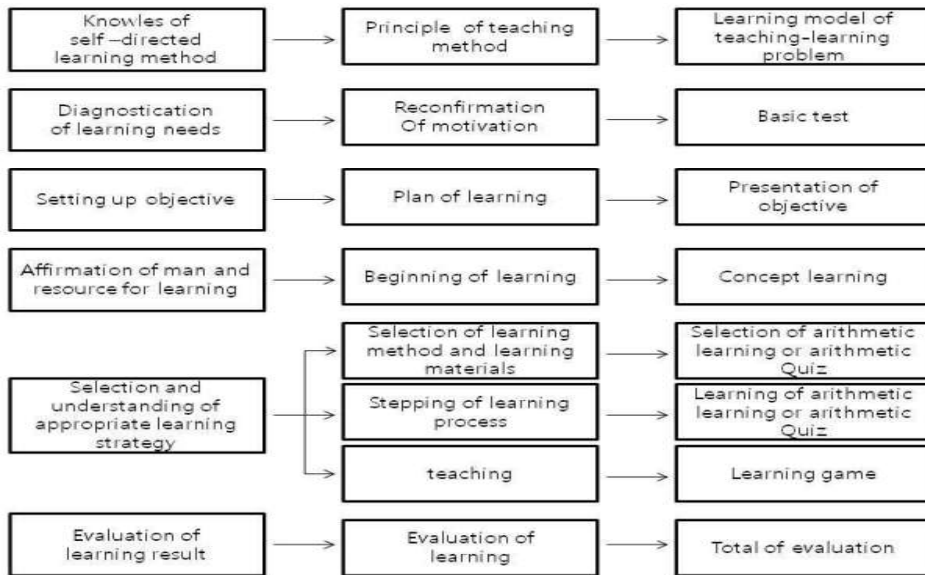 Knowles of
self –directed
learning method
Principle of teaching
method
Learning model of
teaching-learning
problem
Diagnostication
of learning needs
Reconfirmation
Of motivation
Basic test
Setting up objective
Plan of learning
Presentation of
objective
Affirmation of man and
resource for learning
Beginning of learning
Concept learning
Selection and
understanding of
appropriate learning
strategy
Selection of learning
method and learning
materials
Selection of arithmetic
learning or arithmetic
Quiz
Stepping of learning
process
Learning of arithmetic
learning or arithmetic
Quiz
teaching
Learning game
Evaluation of
learning result
Evaluation of
learning
Total of evaluation